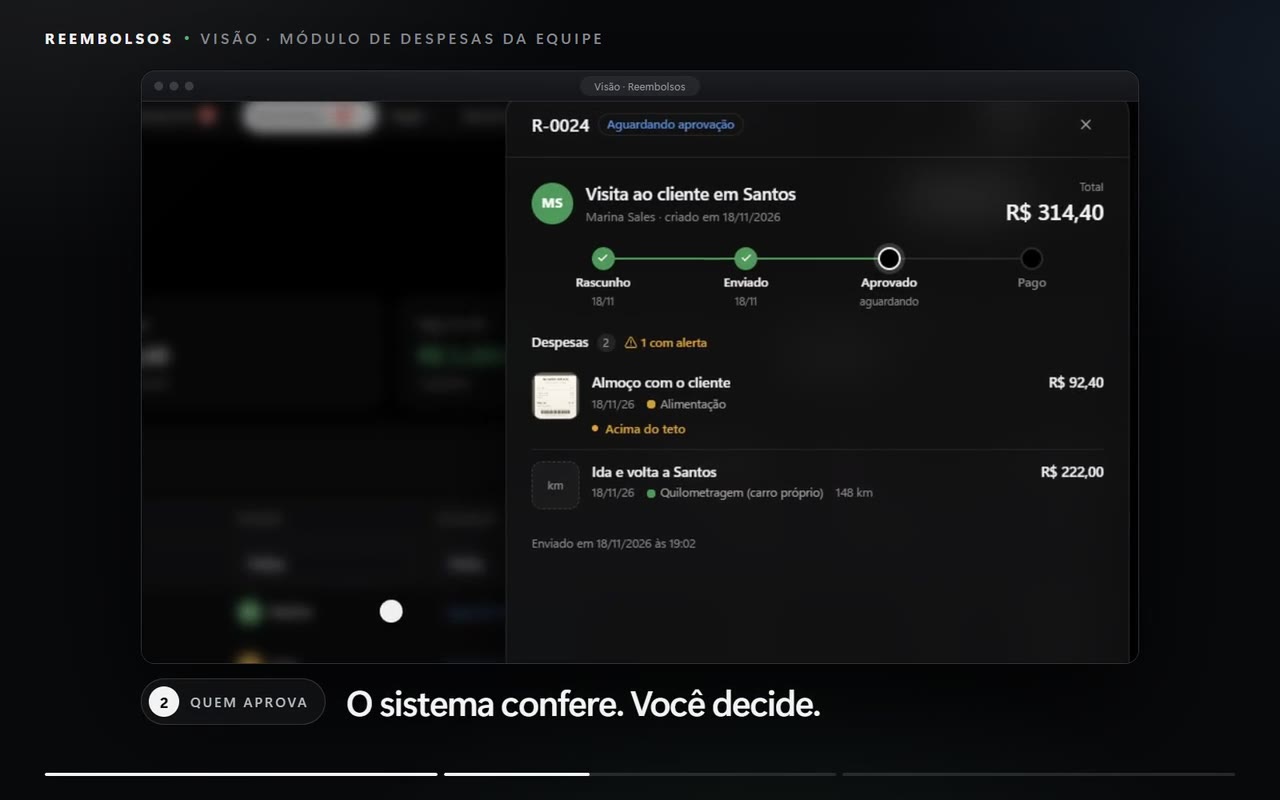 REEMBOLSOS • VISÃO · MÓDULO DE DESPESAS DA EQUIPE
Visão · Reembolsos
R-0024 Aguardando aprovação ×
MS Visita ao cliente em Santos
Marina Sales · criado em 18/11/2026
Total
R$ 314,40
Rascunho Enviado Aprovado Pago
18/11 18/11 aguardando
Despesas 2 1 com alerta
Almoço com o cliente R$ 92,40
18/11/26 Alimentação
Acima do teto
km Ida e volta a Santos R$ 222,00
18/11/26 Quilometragem (carro próprio) 148 km
Enviado em 18/11/2026 às 19:02
2 QUEM APROVA O sistema confere. Você decide.